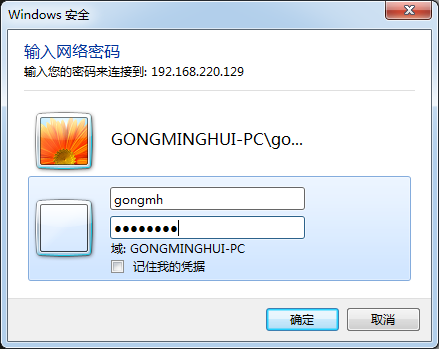 Windows 安全
输入网络密码
输入您的密码来连接到: 192.168.220.129
GONGMINGHUI-PC\go...
gongmh
●●●●●●●●
域: GONGMINGHUI-PC
记住我的凭据
确定
取消